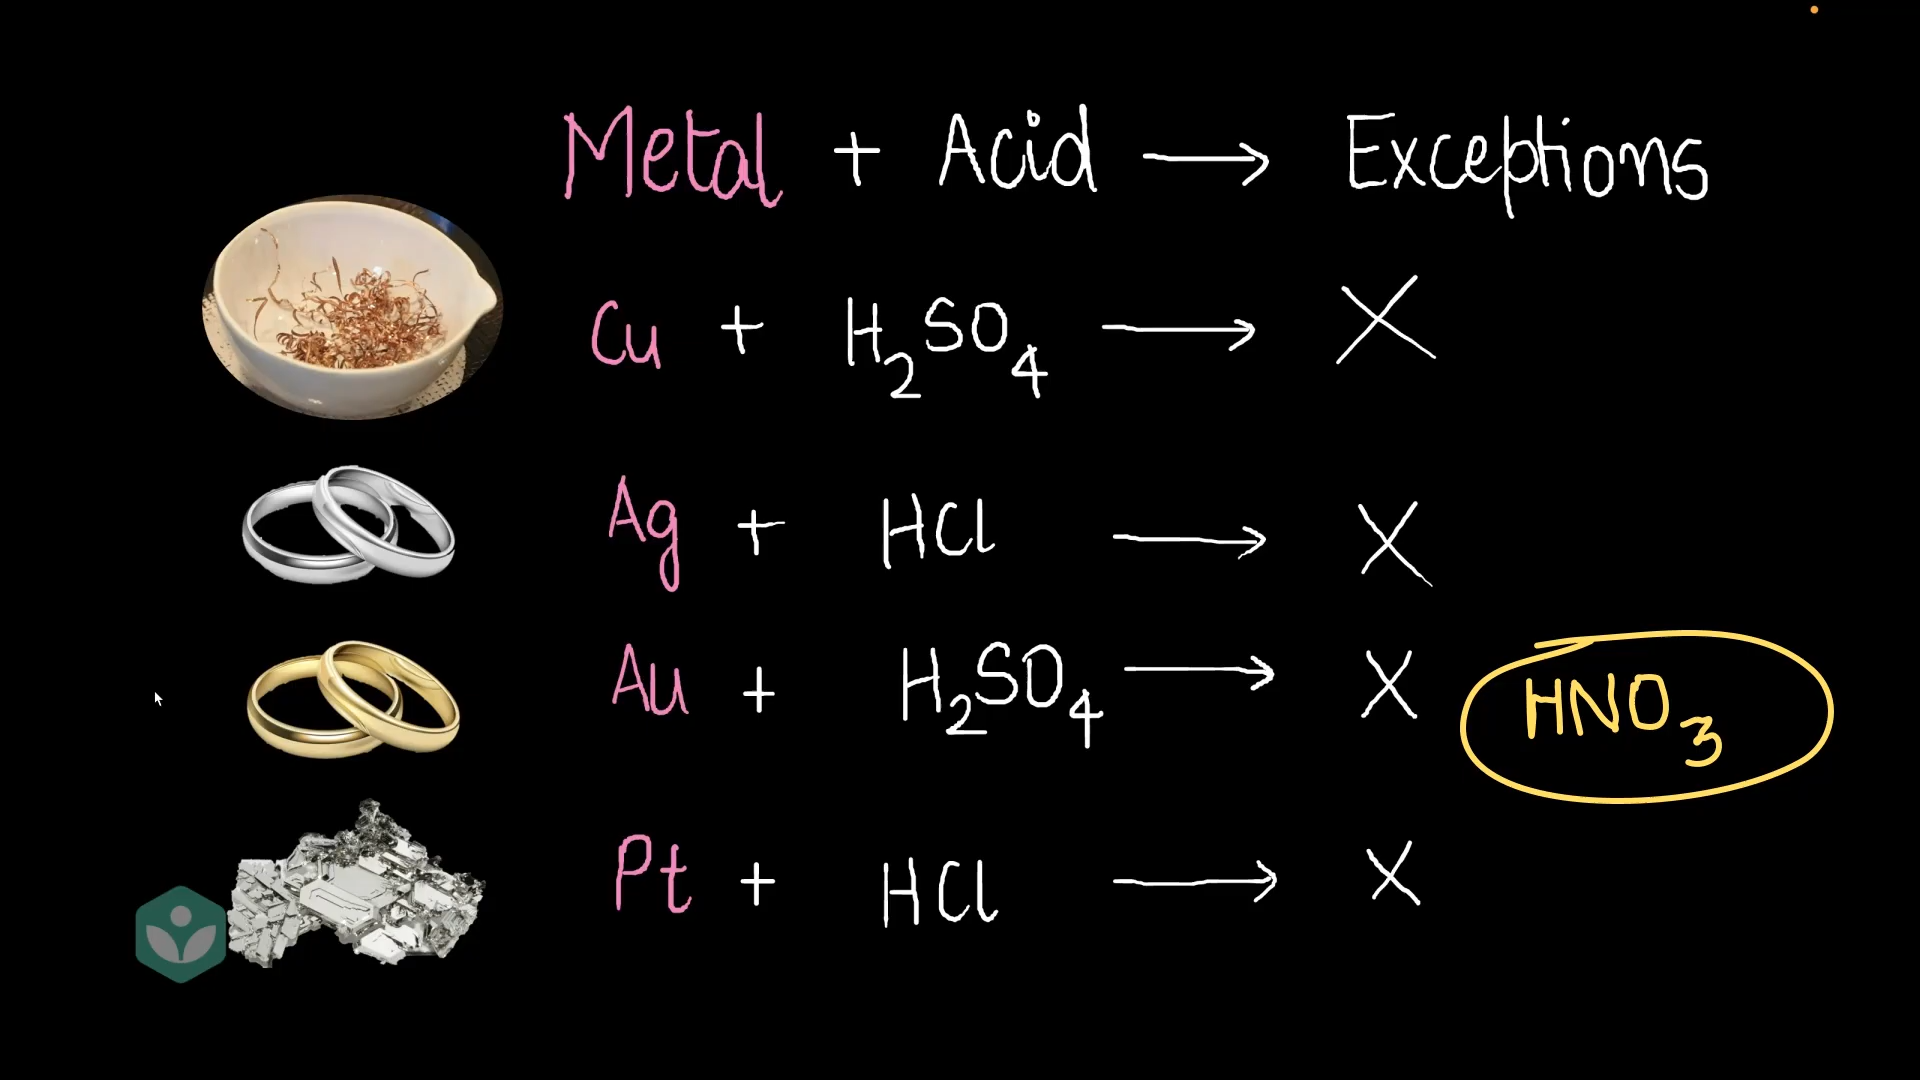 Metal + Acid → Exceptions
Cu + H₂SO₄ → X
Ag + HCl → X
Au + H₂SO₄ → X HNO₃
Pt + HCl → X